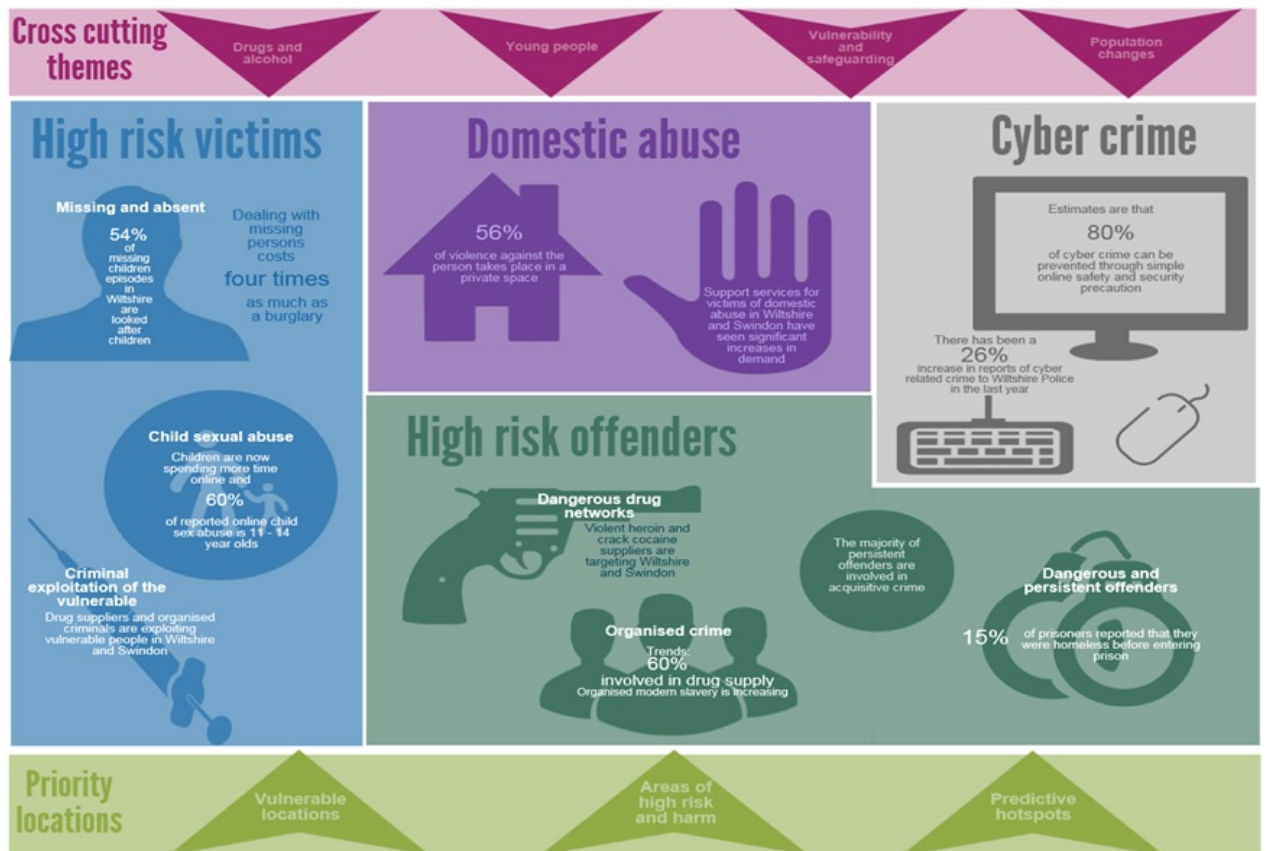 Cross cutting
themes
Drugs and
alcohol
Young people
Vulnerability
and
safeguarding
Population
changes
High risk victims
Missing and absent
54%
of
missing
children
episodes
in
Wiltshire
are
looked
after
children
Dealing with
missing
persons
costs
four times
as much as
a burglary
Child sexual abuse
Children are now
spending more time
online and
60%
of reported online child
sex abuse is 11 - 14
year olds
Criminal
exploitation of the
vulnerable
Drug suppliers and organised
criminals are exploiting
vulnerable people in Wiltshire
and Swindon
Domestic abuse
56%
of violence against the
person takes place in a
private space
Support services for
victims of domestic
abuse in Wiltshire
and Swindon have
seen significant
increases in
demand
Cyber crime
Estimates are that
80%
of cyber crime can be
prevented through simple
online safety and security
precaution
There has been a
26%
increase in reports of cyber
related crime to Wiltshire Police
in the last year
High risk offenders
Dangerous drug
networks
Violent heroin and
crack cocaine
suppliers are
targeting Wiltshire
and Swindon
Organised crime
Trends:
60%
involved in drug supply
Organised modern slavery is increasing
The majority of
persistent
offenders are
involved in
acquisitive crime
Dangerous and
persistent offenders
15%
of prisoners reported that they
were homeless before entering
prison
Priority
locations
Vulnerable
locations
Areas of
high risk
and harm
Predictive
hotspots